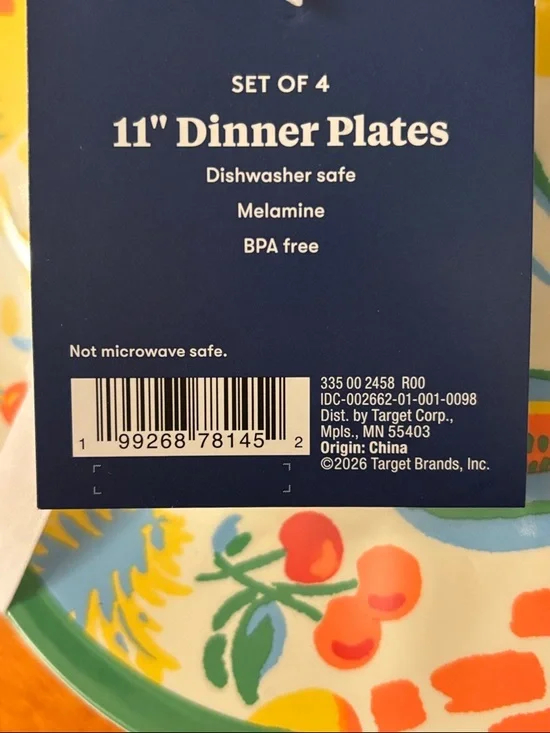 SET OF 4
11" Dinner Plates
Dishwasher safe
Melamine
BPA free
Not microwave safe.
1 99268 78145 2
335 00 2458 R00
IDC-002662-01-001-0098
Dist. by Target Corp.,
Mpls., MN 55403
Origin: China
©2026 Target Brands, Inc.